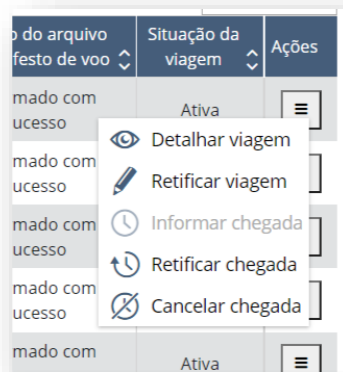 do arquivo
festo de voo
Situação da
viagem
Ações
mado com
ucesso
Ativa
mado com
ucesso
mado com
ucesso
mado com
ucesso
mado com
Ativa
Detalhar viagem
Retificar viagem
Informar chegada
Retificar chegada
Cancelar chegada